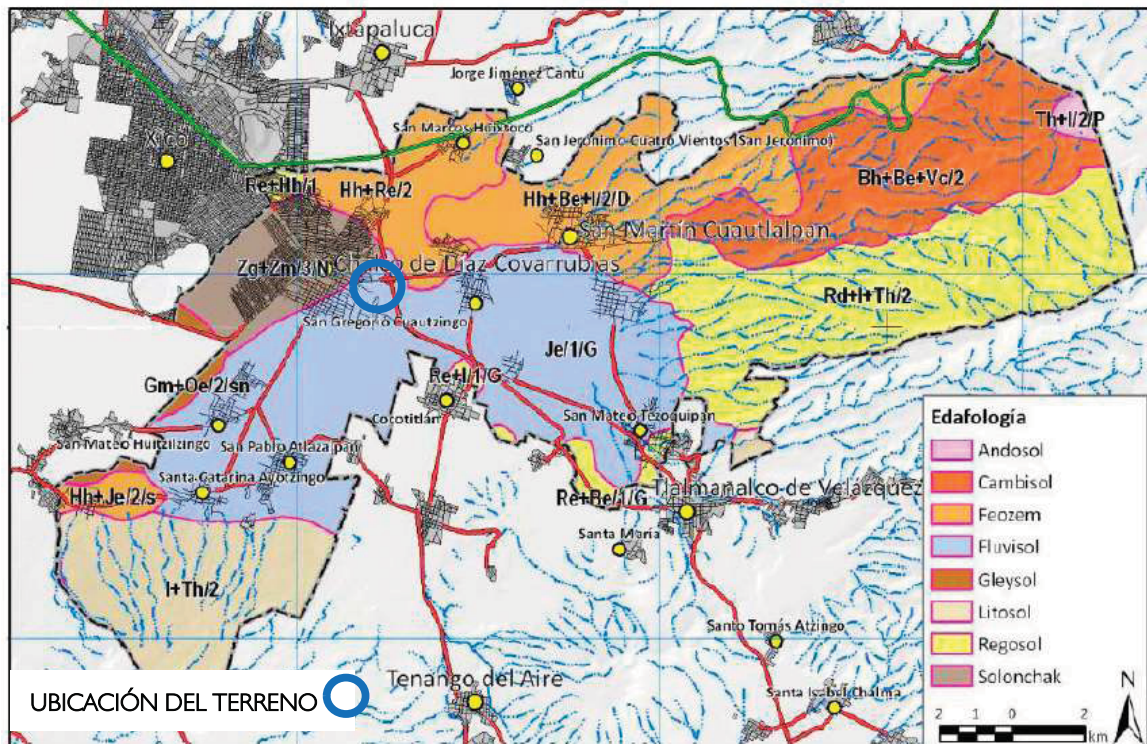 Ixtapaluca
Jorge Jiménez Cantú
San Marcos Huixtoco
San Jerónimo Cuatro Vientos (San Jerónimo)
Th+I/2/P
Xico
Re+Hh/1
Hh+Re/2
Bh+Be+Vc/2
Hh+Be+I/2/D
San Martín Cuautlalpan
Zg+Zm/3/N
Chalco de Díaz Covarrubias
Rd+I+Th/2
San Gregorio Cuautzingo
Je/1/G
Gm+Oe/2/sn
Re+I/1/G
Cocotitlán
San Mateo Tezoquipan
San Mateo Huitzilzingo
San Pablo Atlazalpan
Santa Catarina Ayotzingo
Hh+Je/2/s
Re+Be/1/G
Tlalmanalco de Velázquez
Santa María
I+Th/2
Santo Tomás Atzingo
Tenango del Aire
Santa Isabel Chalma
Edafología
Andosol
Cambisol
Feozem
Fluvisol
Gleysol
Litosol
Regosol
Solonchak
N
2 1 0 2
km
UBICACIÓN DEL TERRENO